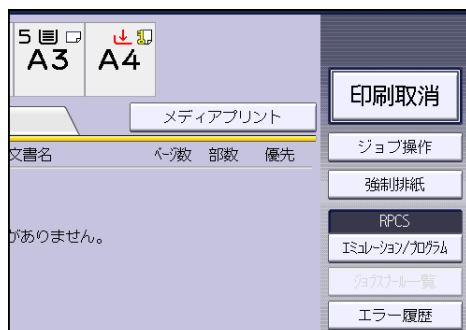 5
A3 A4
印刷取消
メディアプリント
文書名 ページ数 部数 優先
ジョブ操作
強制排紙
がありません。
RPCS
エミュレーション/プログラム
ジョブスプール一覧
エラー履歴